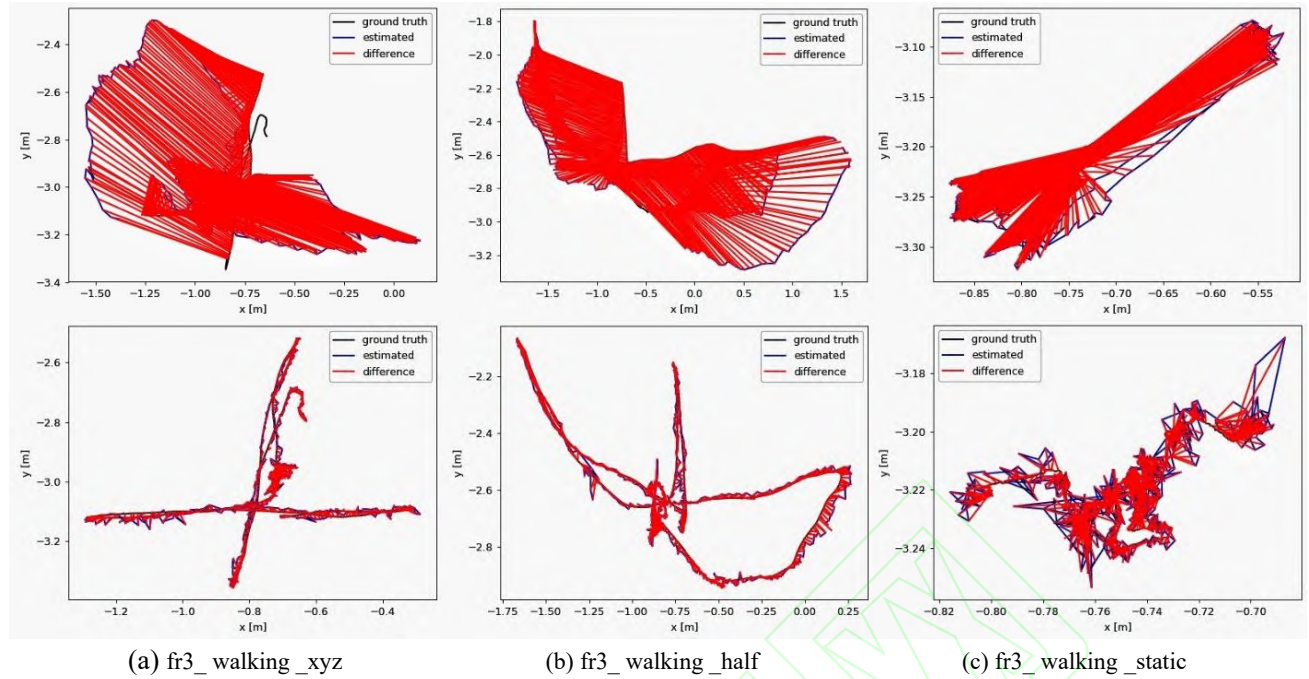 ground truth
estimated
difference
y [m]
−2.4
−2.6
−2.8
−3.0
−3.2
−3.4
−1.50
−1.25
−1.00
−0.75
−0.50
−0.25
0.00
x [m]
ground truth
estimated
difference
y [m]
−1.8
−2.0
−2.2
−2.4
−2.6
−2.8
−3.0
−3.2
−1.5
−1.0
−0.5
0.0
0.5
1.0
1.5
x [m]
ground truth
estimated
difference
y [m]
−3.10
−3.15
−3.20
−3.25
−3.30
−0.85
−0.80
−0.75
−0.70
−0.65
−0.60
−0.55
x [m]
ground truth
estimated
difference
y [m]
−2.6
−2.8
−3.0
−3.2
−1.2
−1.0
−0.8
−0.6
−0.4
x [m]
ground truth
estimated
difference
y [m]
−2.2
−2.4
−2.6
−2.8
−1.75
−1.50
−1.25
−1.00
−0.75
−0.50
−0.25
0.00
0.25
x [m]
ground truth
estimated
difference
y [m]
−3.18
−3.20
−3.22
−3.24
−0.82
−0.80
−0.78
−0.76
−0.74
−0.72
−0.70
x [m]
(a) fr3_ walking _xyz
(b) fr3_ walking _half
(c) fr3_ walking _static